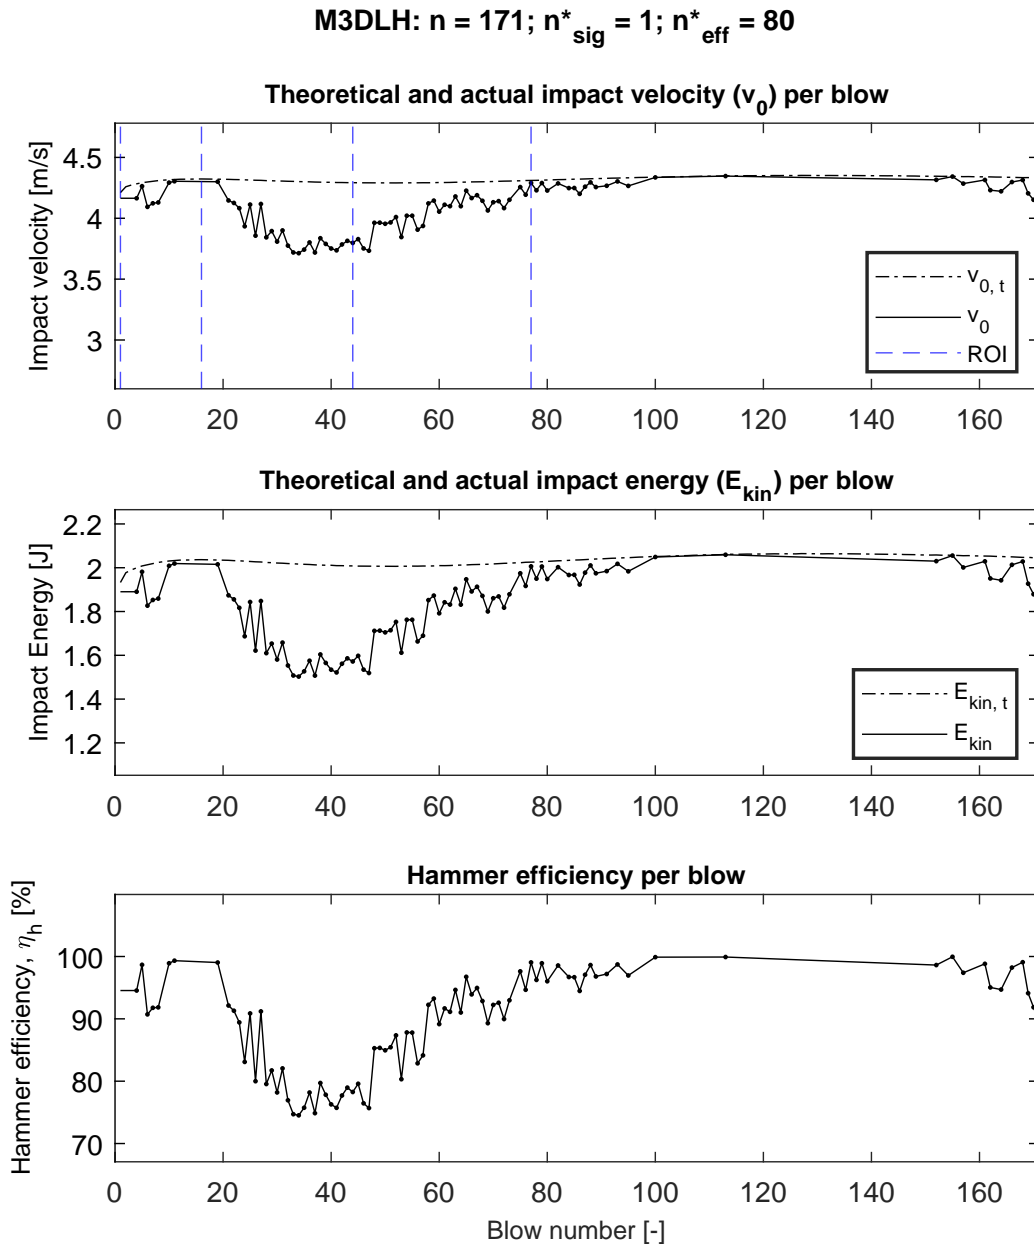 M3DLH: n = 171; n*sig = 1; n*eff = 80
Theoretical and actual impact velocity (v0) per blow
Impact velocity [m/s]
4.5
4
3.5
3
v0, t
v0
ROI
0 20 40 60 80 100 120 140 160
Theoretical and actual impact energy (Ekin) per blow
Impact Energy [J]
2.2
2
1.8
1.6
1.4
1.2
Ekin, t
Ekin
0 20 40 60 80 100 120 140 160
Hammer efficiency per blow
Hammer efficiency, ηh [%]
100
90
80
70
0 20 40 60 80 100 120 140 160
Blow number [-]